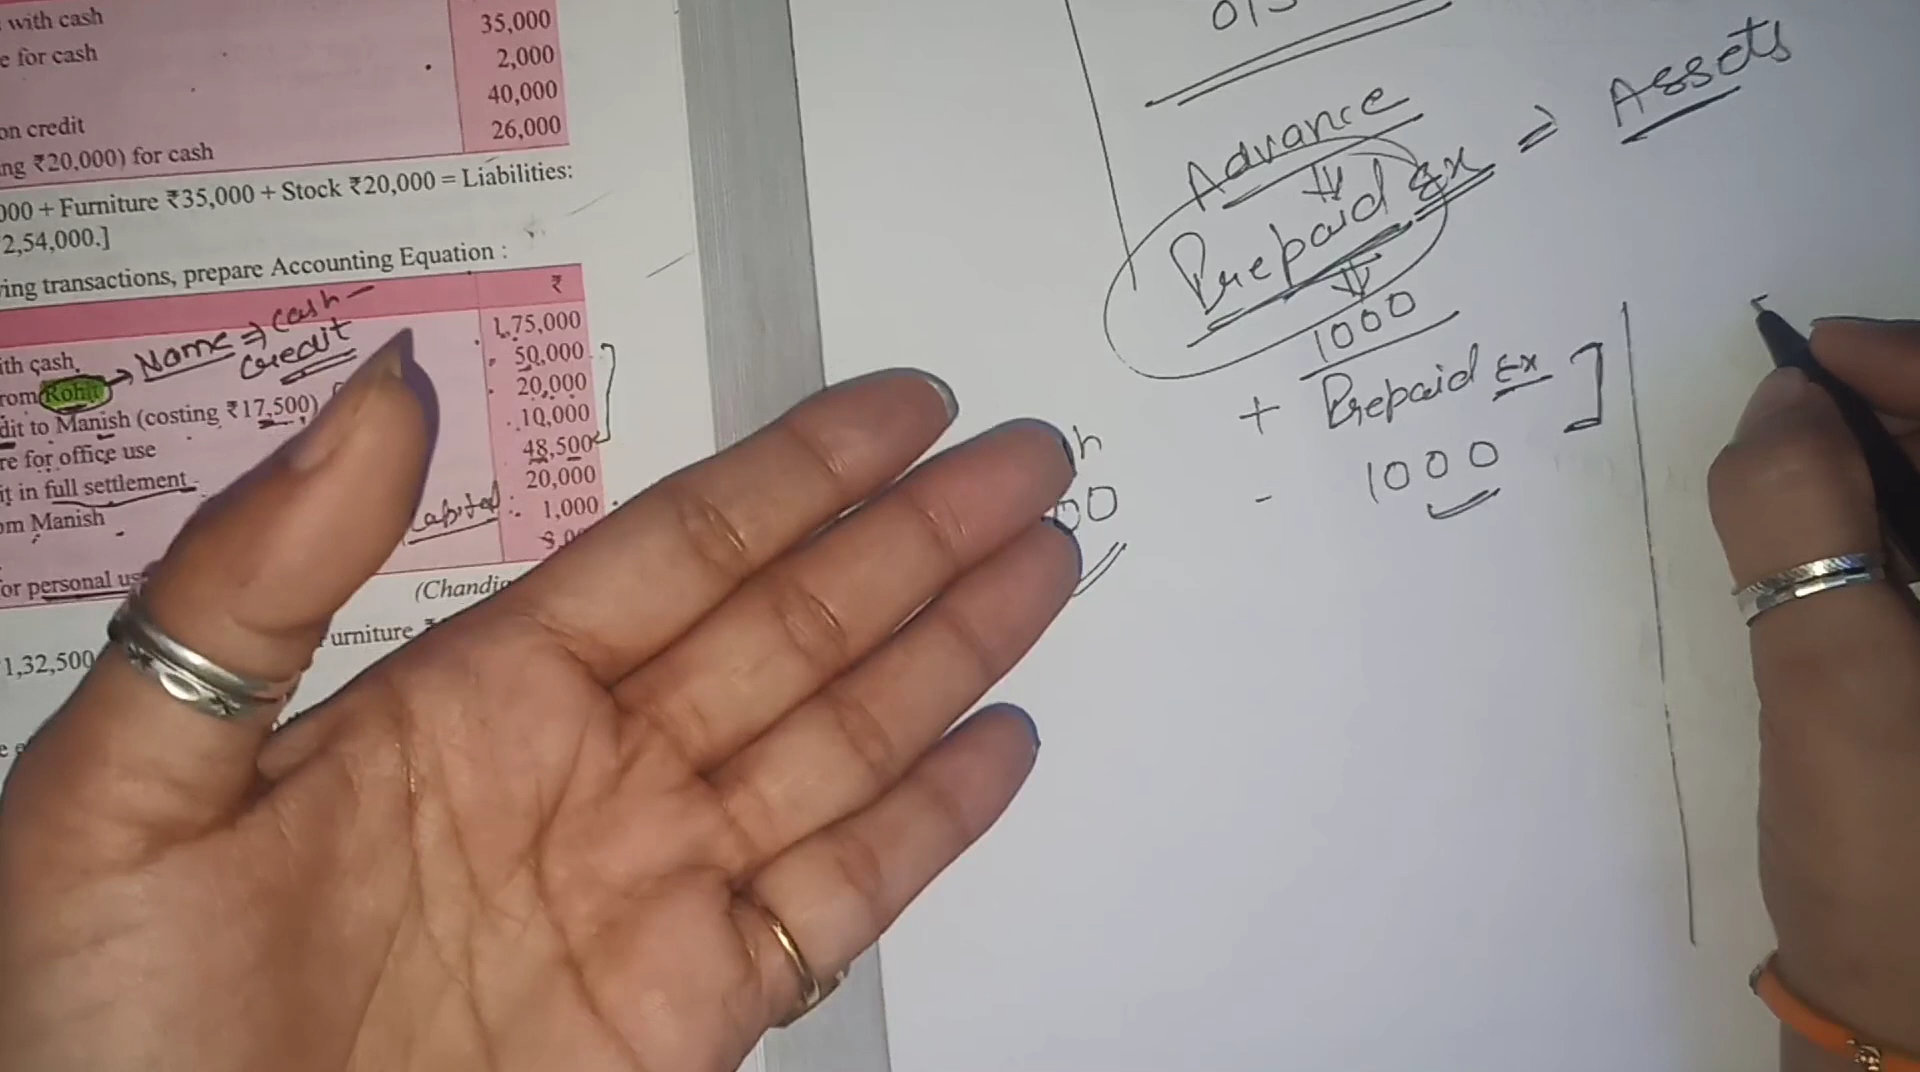 with cash
35,000
e for cash
2,000
40,000
on credit
26,000
ng ₹20,000) for cash
000 + Furniture ₹35,000 + Stock ₹20,000 = Liabilities:
2,54,000.]
ing transactions, prepare Accounting Equation :
₹
ith cash,
1,75,000
Name ⇒ Cash
Credit
rom Rohit
50,000
dit to Manish (costing ₹17,500)
20,000
re for office use
10,000
it in full settlement
48,500
om Manish
20,000
Capital
1,000
or personal us
(Chandi
urniture
1,32,500
Advance
Prepaid Ex ⇒ Assets
1000
+ Prepaid Ex ]
h
00 - 1000